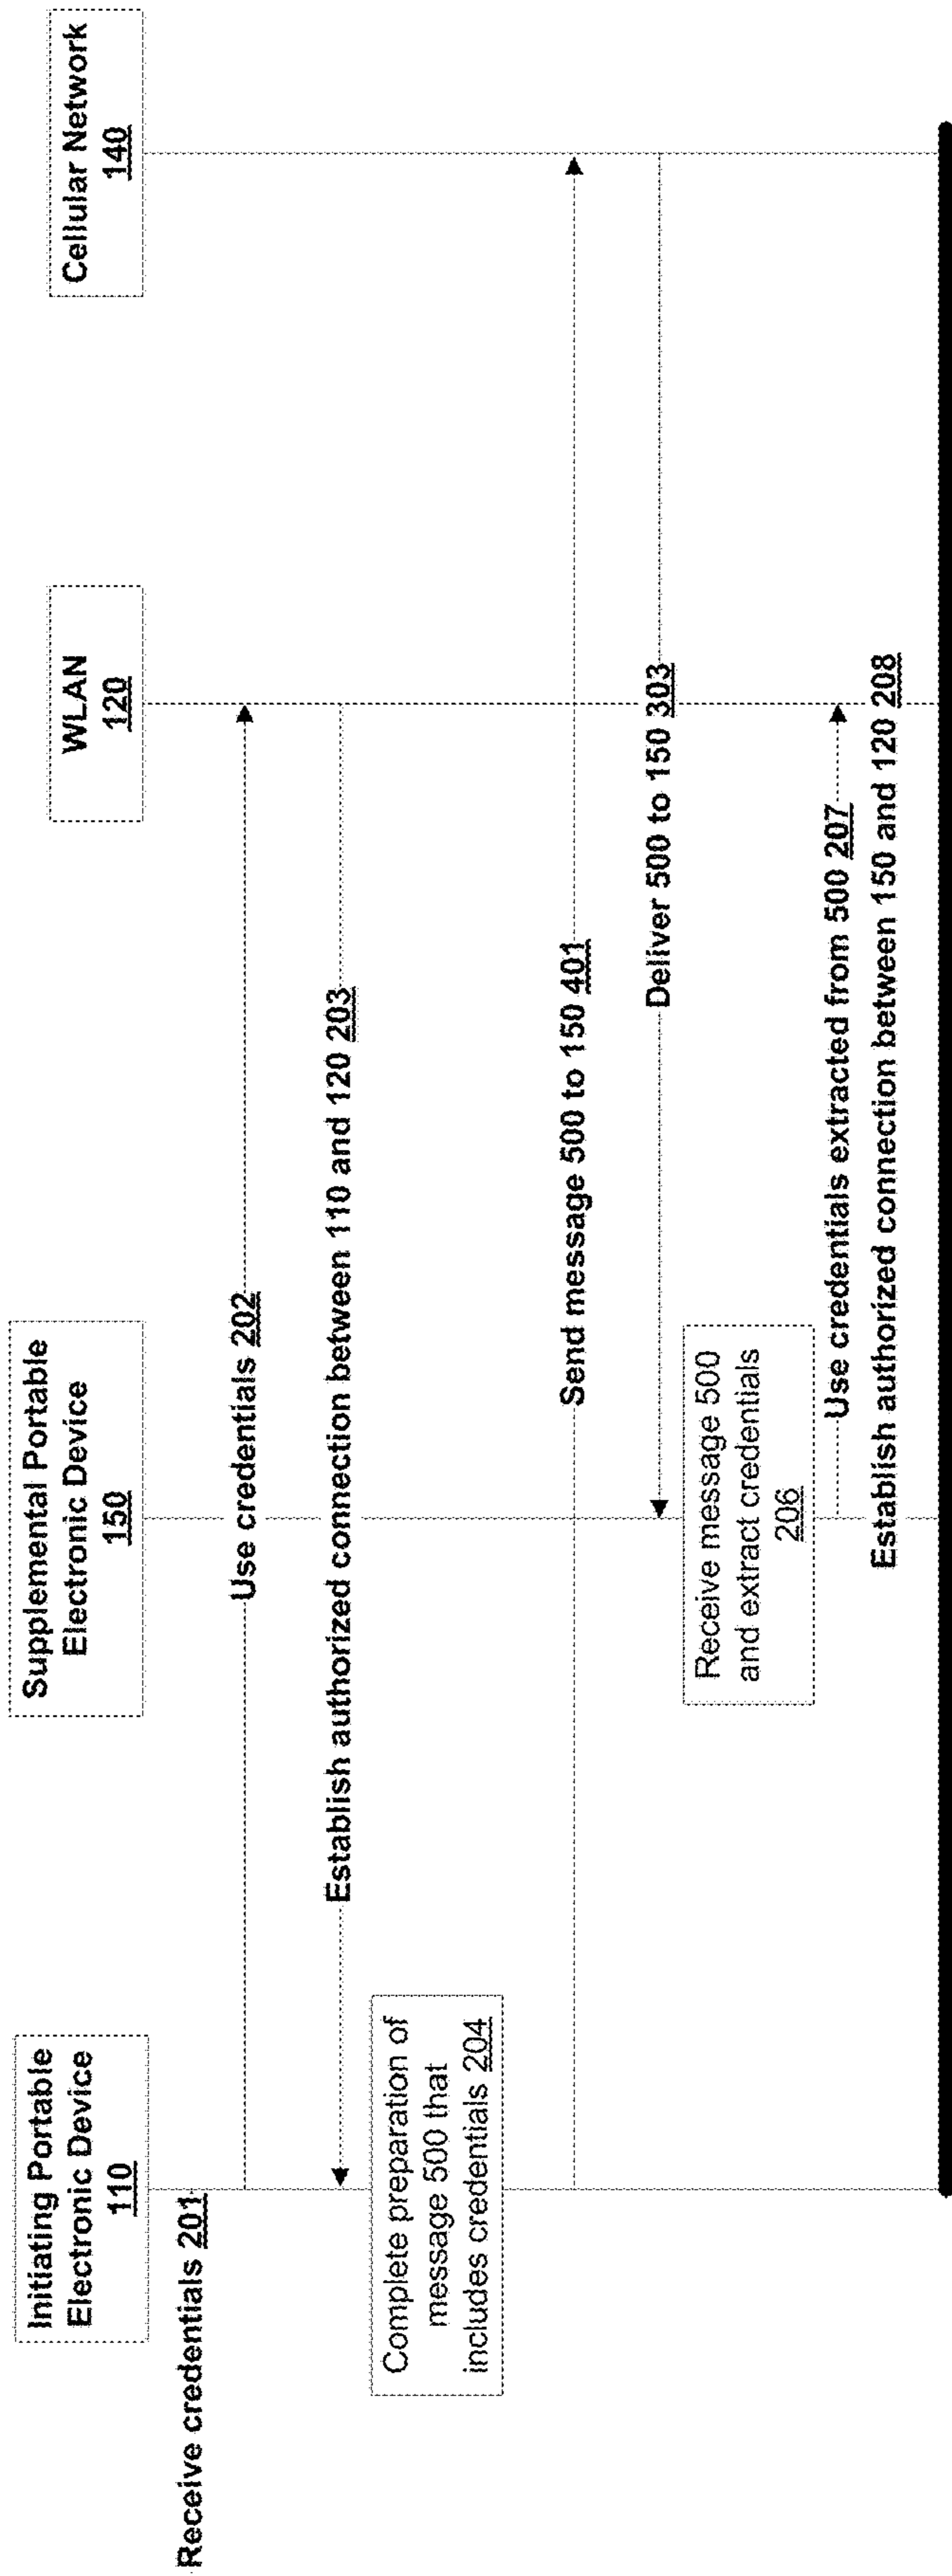 Initiating Portable
Electronic Device
110
Supplemental Portable
Electronic Device
150
WLAN
120
Cellular Network
140
Receive credentials 201
Use credentials 202
Establish authorized connection between 110 and 120 203
Complete preparation of
message 500 that
includes credentials 204
Send message 500 to 150 401
Deliver 500 to 150 303
Receive message 500
and extract credentials
206
Use credentials extracted from 500 207
Establish authorized connection between 150 and 120 208